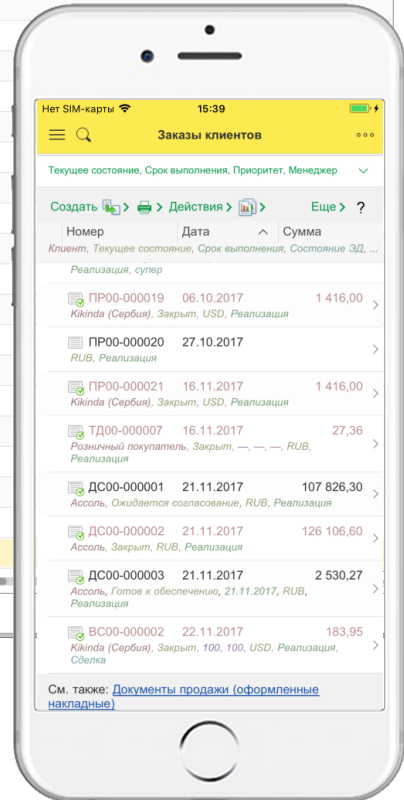 Нет SIM-карты 15:39
Заказы клиентов
Текущее состояние, Срок выполнения, Приоритет, Менеджер
Создать Действия Еще ?
Номер Дата Сумма
Клиент, Текущее состояние, Срок выполнения, Состояние ЭД, ...
Реализация, супер
ПР00-000019 06.10.2017 1 416,00
Kikinda (Сербия), Закрыт, USD, Реализация
ПР00-000020 27.10.2017
RUB, Реализация
ПР00-000021 16.11.2017 1 416,00
Kikinda (Сербия), Закрыт, USD, Реализация
ТД00-000007 16.11.2017 27,36
Розничный покупатель, Закрыт, —, —, —, RUB,
Реализация
ДС00-000001 21.11.2017 107 826,30
Ассоль, Ожидается согласование, RUB, Реализация
ДС00-000002 21.11.2017 126 106,60
Ассоль, Закрыт, RUB, Реализация
ДС00-000003 21.11.2017 2 530,27
Ассоль, Готов к обеспечению, 21.11.2017, RUB,
Реализация
ВС00-000002 22.11.2017 183,95
Kikinda (Сербия), Закрыт, 100, 100, USD, Реализация,
Сделка
См. также: Документы продажи (оформленные
накладные)